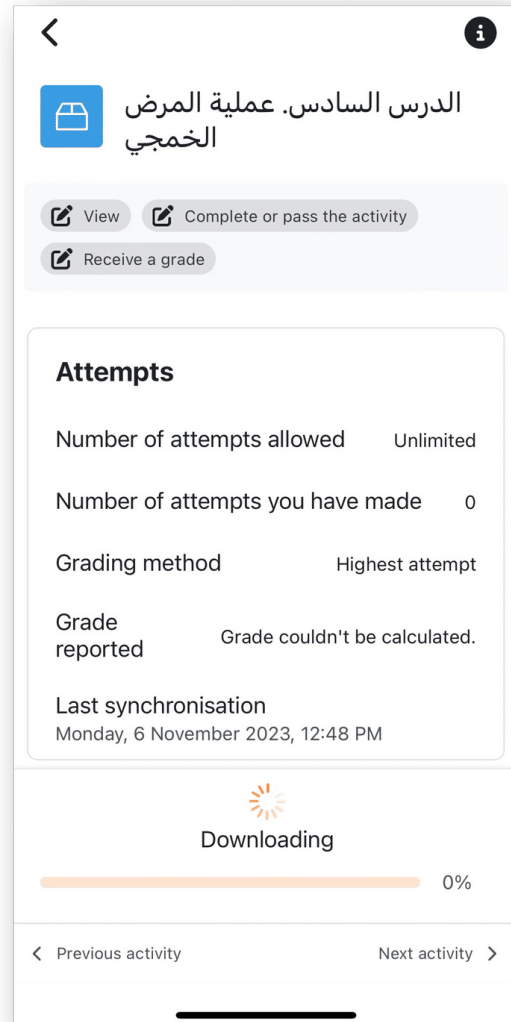 الدرس السادس. عملية المرض
الخمجي
View
Complete or pass the activity
Receive a grade
Attempts
Number of attempts allowed Unlimited
Number of attempts you have made 0
Grading method Highest attempt
Grade
reported Grade couldn't be calculated.
Last synchronisation
Monday, 6 November 2023, 12:48 PM
Downloading
0%
Previous activity Next activity